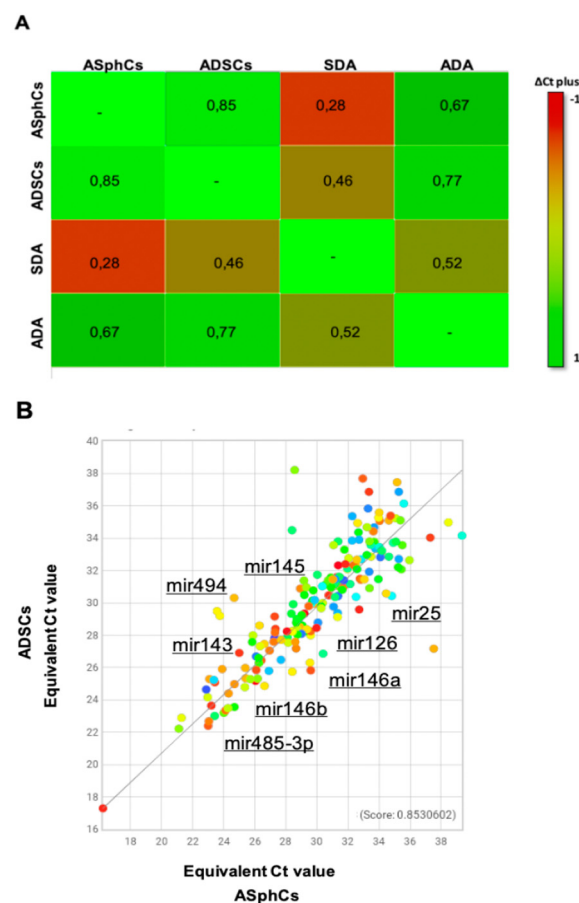 A
ASphCs ADSCs SDA ADA
ΔCt plus
-1
ASphCs - 0,85 0,28 0,67
ADSCs 0,85 - 0,46 0,77
SDA 0,28 0,46 - 0,52
ADA 0,67 0,77 0,52 -
1
B
40
38
36
34
32
30
28
26
24
22
20
18
16
ADSCs
Equivalent Ct value
mir145
mir494
mir25
mir143
mir126
mir146a
mir146b
mir485-3p
(Score: 0.8530602)
18 20 22 24 26 28 30 32 34 36 38
Equivalent Ct value
ASphCs